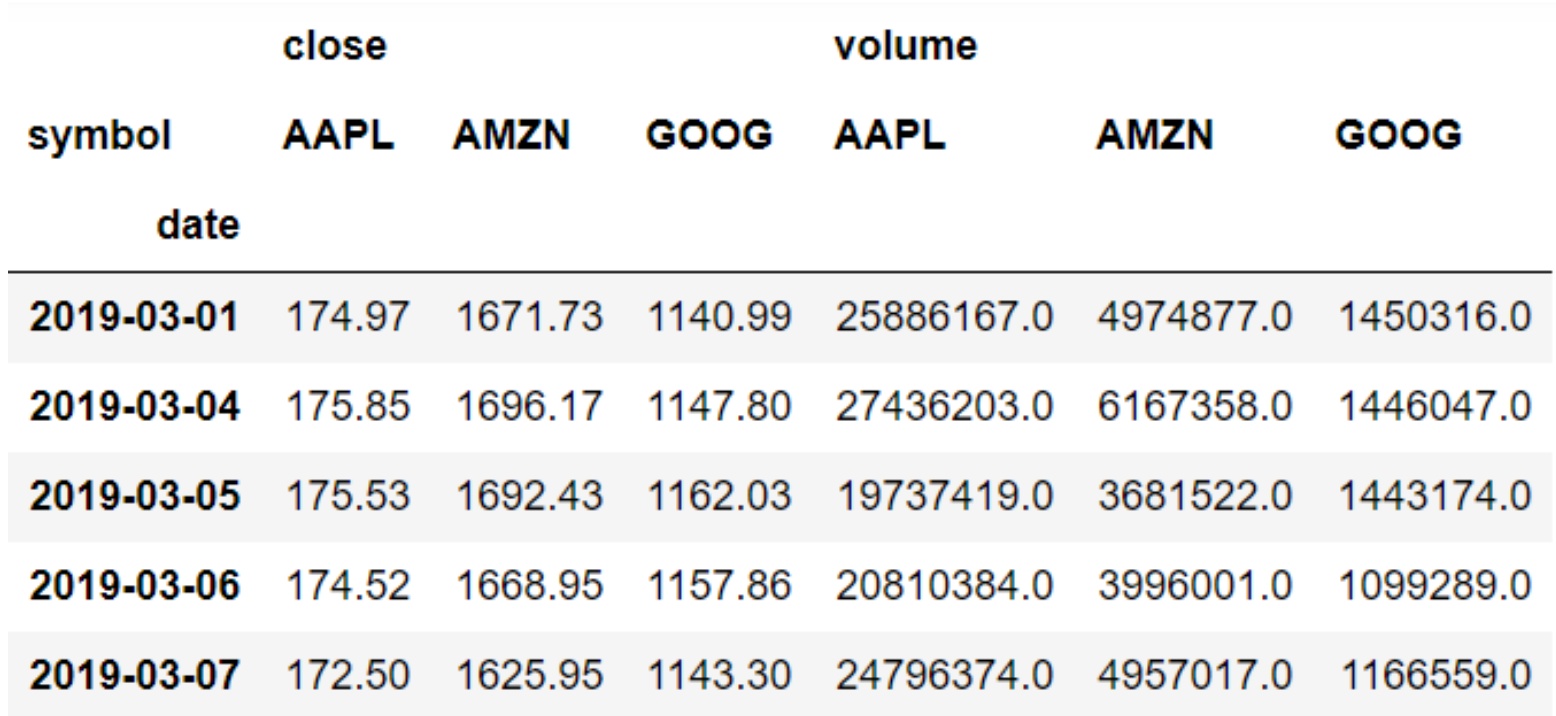 close volume
symbol AAPL AMZN GOOG AAPL AMZN GOOG
date
2019-03-01 174.97 1671.73 1140.99 25886167.0 4974877.0 1450316.0
2019-03-04 175.85 1696.17 1147.80 27436203.0 6167358.0 1446047.0
2019-03-05 175.53 1692.43 1162.03 19737419.0 3681522.0 1443174.0
2019-03-06 174.52 1668.95 1157.86 20810384.0 3996001.0 1099289.0
2019-03-07 172.50 1625.95 1143.30 24796374.0 4957017.0 1166559.0